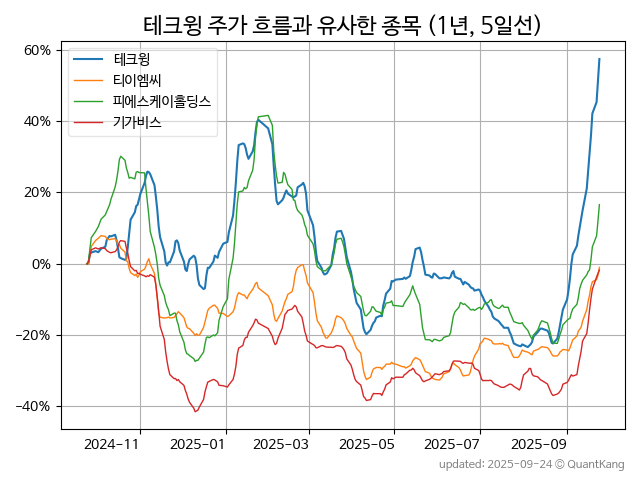 테크윙 주가 흐름과 유사한 종목 (1년, 5일선)
60%
40%
20%
0%
−20%
−40%
테크윙
티이엠씨
피에스케이홀딩스
기가비스
2024-11
2025-01
2025-03
2025-05
2025-07
2025-09
updated: 2025-09-24 © QuantKang